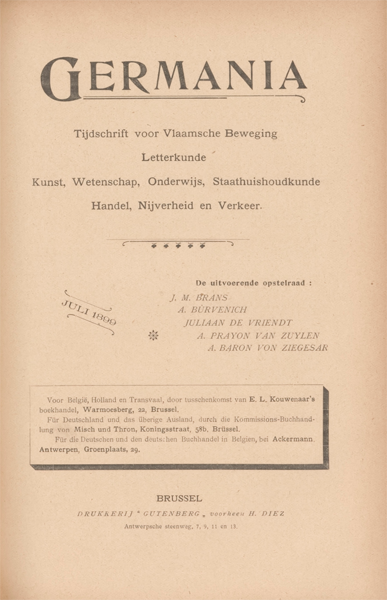 GERMANIA
Tijdschrift voor Vlaamsche Beweging
Letterkunde
Kunst, Wetenschap, Onderwijs, Staathuishoudkunde
Handel, Nijverheid en Verkeer.
De uitvoerende opstelraad :
J. M. BRANS
A. BURVENICH
JULIAAN DE VRIENDT
A. PRAYON VAN ZUYLEN
A. BARON VON ZIEGESAR
JULI 1899
Voor België, Holland en Transvaal, door tusschenkomst van E. L. Kouwenaar's
boekhandel, Warmoesberg, 22, Brussel.
Für Deutschland und das übrige Ausland, durch die Kommissions-Buchhand-
lung von Misch und Thron, Koningsstraat, 38b. Brüssel.
Für die Deutschen und den deutschen Buchhandel in Belgien, bei Ackermann.
Antwerpen, Groenplaats, 29.
BRUSSEL
DRUKKERIJ " GUTENBERG „ voorheen H. DIEZ
Antwerpsche steenweg, 7, 9, 11 en 13.